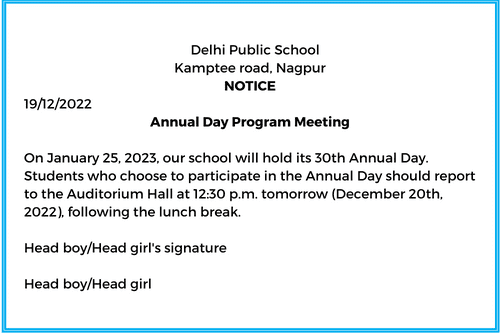 Delhi Public School
Kamptee road, Nagpur
NOTICE
19/12/2022
Annual Day Program Meeting
On January 25, 2023, our school will hold its 30th Annual Day.
Students who choose to participate in the Annual Day should report
to the Auditorium Hall at 12:30 p.m. tomorrow (December 20th,
2022), following the lunch break.
Head boy/Head girl's signature
Head boy/Head girl